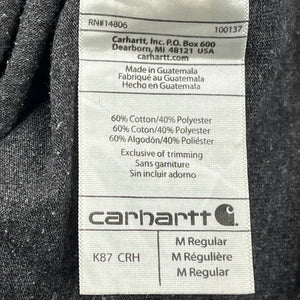 RN#14806 100137
Carhartt, Inc. P.O. Box 600
Dearborn, MI 48121 USA
carhartt.com
Made in Guatemala
Fabriqué au Guatemala
Hecho en Guatemala
60% Cotton/40% Polyester
60% Coton/40% Polyester
60% Algodón/40% Poliéster
Exclusive of trimming
Sans garniture
Sin incluir adorno
carhartt
K87 CRH
M Regular
M Régulière
M Regular